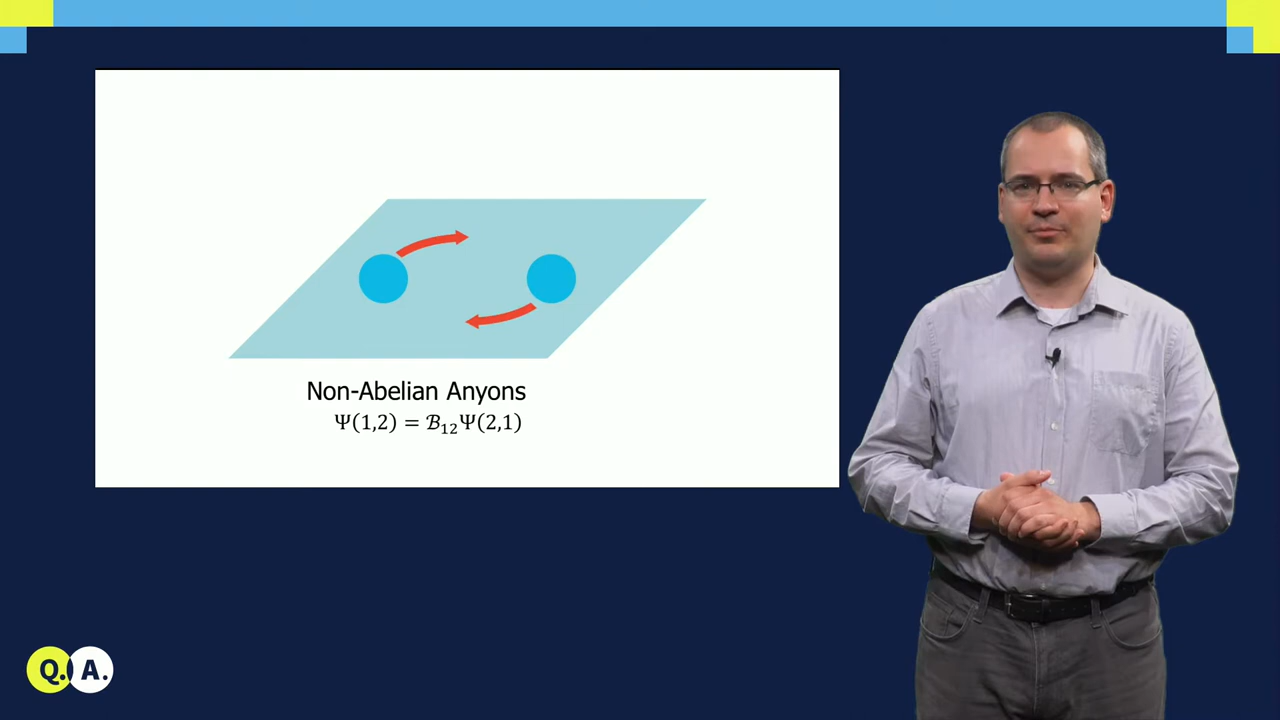 Non-Abelian Anyons
Ψ(1,2) = ℬ₁₂Ψ(2,1)
Q. A.